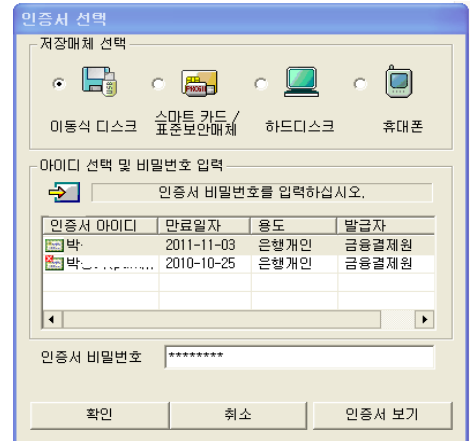 인증서 선택
저장매체 선택
이동식 디스크
스마트 카드/
표준보안매체
하드디스크
휴대폰
아이디 선택 및 비밀번호 입력
인증서 비밀번호를 입력하십시오.
인증서 아이디 만료일자 용도 발급자
박 2011-11-03 은행개인 금융결제원
박 2010-10-25 은행개인 금융결제원
인증서 비밀번호 ********
확인 취소 인증서 보기